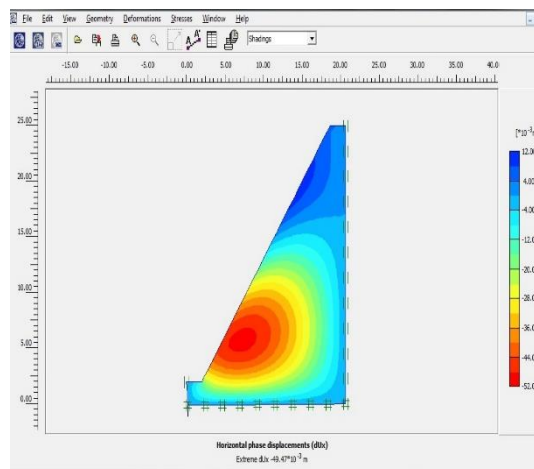 File Edit View Geometry Deformations Stresses Window Help
Shadings
-15.00 -10.00 -5.00 0.00 5.00 10.00 15.00 20.00 25.00 30.00 35.00 40.0
25.00
20.00
15.00
10.00
5.00
0.00
[*10⁻³m
12.00
4.00
-4.00
-12.00
-20.00
-28.00
-36.00
-44.00
-52.00
Horizontal phase displacements (dUx)
Extreme dUx -49.47*10⁻³ m